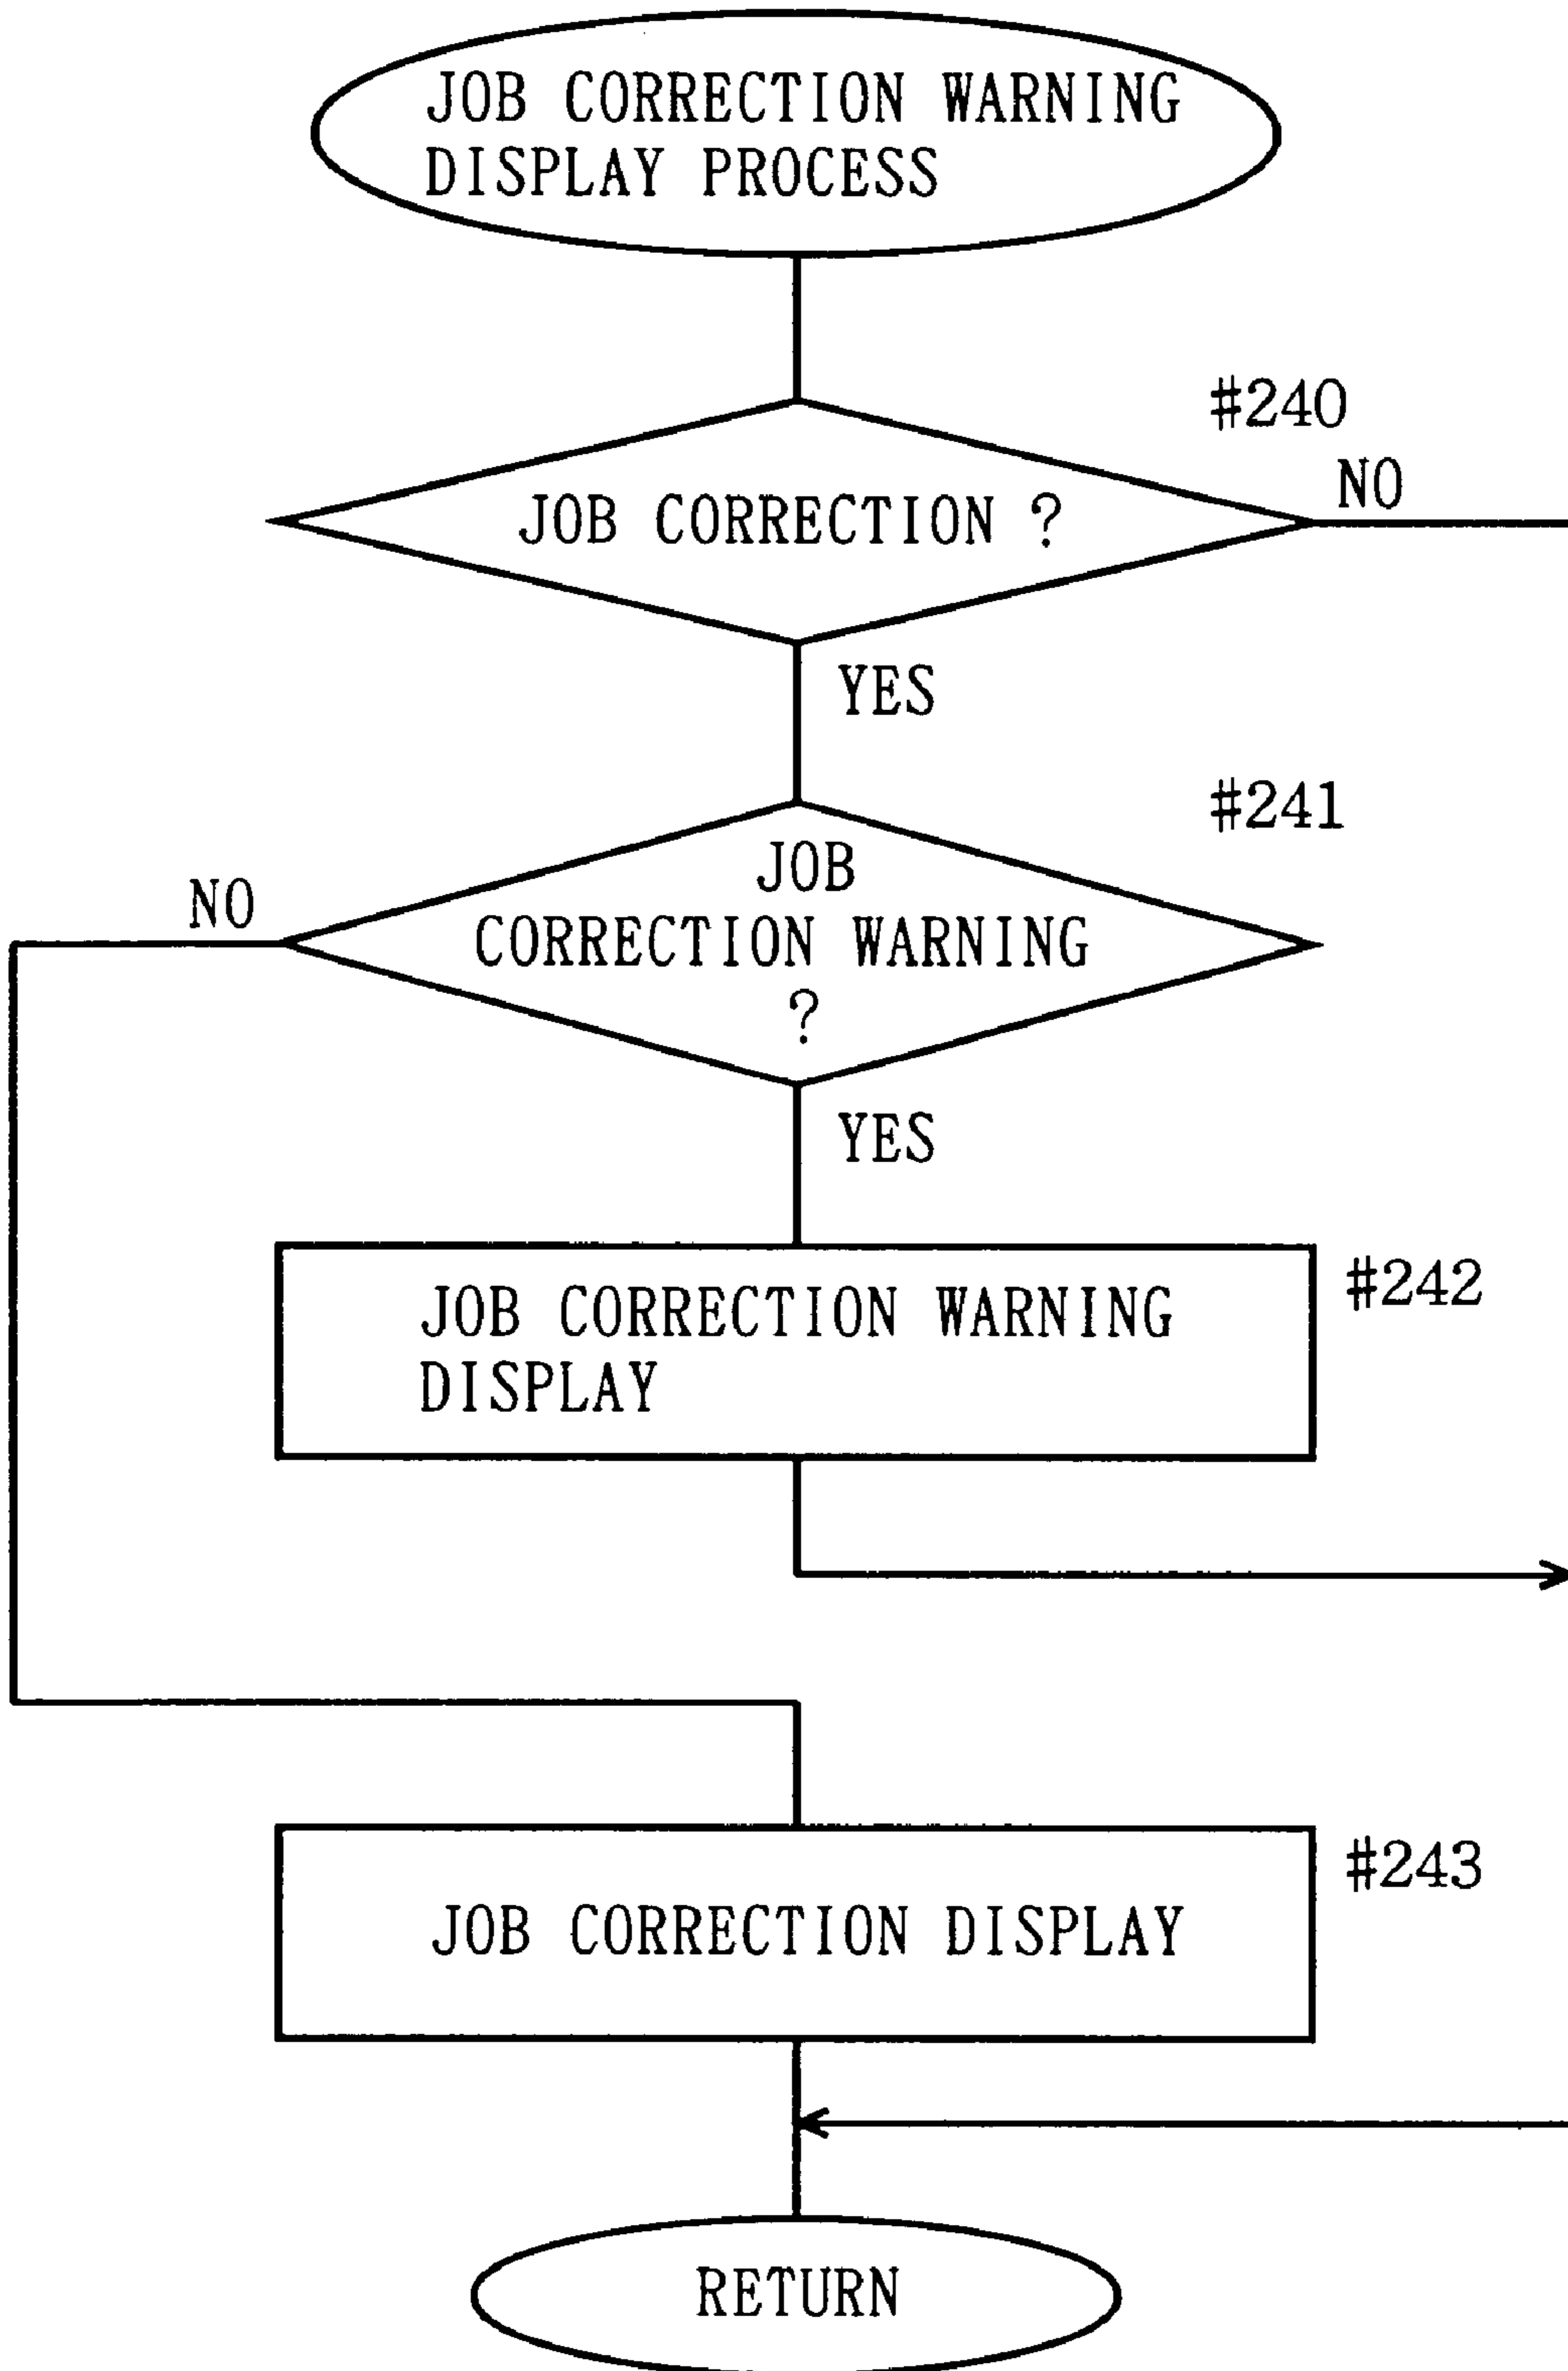 JOB CORRECTION WARNING
DISPLAY PROCESS
#240
JOB CORRECTION ?
NO
YES
#241
NO
JOB
CORRECTION WARNING
?
YES
JOB CORRECTION WARNING
DISPLAY
#242
#243
JOB CORRECTION DISPLAY
RETURN